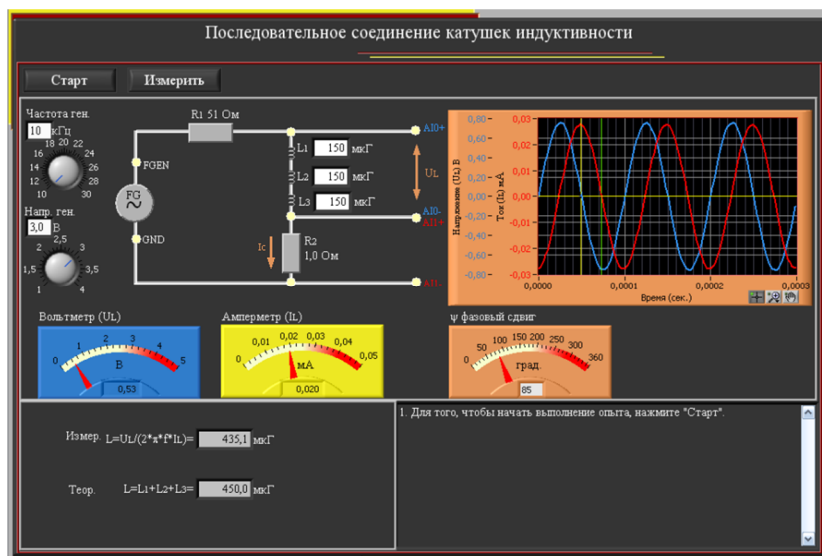 Последовательное соединение катушек индуктивности
Старт
Измерить
Частота ген.
10 кГц
10 12 14 16 18 20 22 24 26 28 30
Напр. ген.
3,0 В
1 1,5 2 2,5 3 3,5 4
FGEN
FG
GND
R1 51 Ом
L1 150 мкГ
L2 150 мкГ
L3 150 мкГ
Ic
R2
1,0 Ом
AI0+
UL
AI0-
AI1+
AI1-
Напряжение (UL) В
0,80 0,60 0,40 0,20 0,00 -0,20 -0,40 -0,60 -0,80
Ток (IL) мА
0,03 0,02 0,01 0,00 -0,01 -0,02 -0,03
0,0000 0,0001 0,0002 0,0003
Время (сек.)
Вольтметр (UL)
0 1 2 3 4 5
В
0,53
Амперметр (IL)
0 0,01 0,02 0,03 0,04 0,05
мА
0,020
ψ фазовый сдвиг
0 50 100 150 200 250 300 360
град.
85
Измер. L=UL/(2*π*f*IL)= 435,1 мкГ
Теор. L=L1+L2+L3= 450,0 мкГ
1. Для того, чтобы начать выполнение опыта, нажмите "Старт".